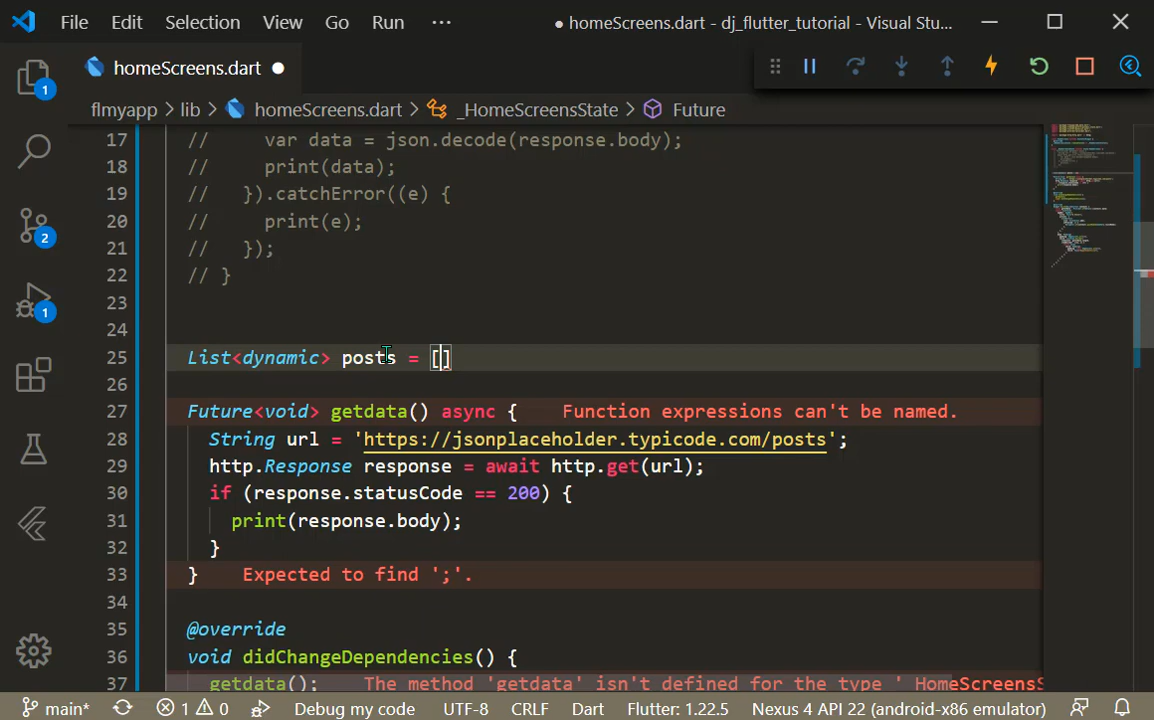 File Edit Selection View Go Run ··· ● homeScreens.dart - dj_flutter_tutorial - Visual Stu...
homeScreens.dart ●
flmyapp > lib > homeScreens.dart > _HomeScreensState > Future
17 //     var data = json.decode(response.body);
18 //     print(data);
19 //   }).catchError((e) {
20 //     print(e);
21 //   });
22 // }
23
24
25 List<dynamic> posts = []
26
27 Future<void> getdata() async {     Function expressions can't be named.
28   String url = 'https://jsonplaceholder.typicode.com/posts';
29   http.Response response = await http.get(url);
30   if (response.statusCode == 200) {
31     print(response.body);
32   }
33 }     Expected to find ';'.
34
35 @override
36 void didChangeDependencies() {
37   getdata();     The method 'getdata' isn't defined for the type '_HomeScreensS
1
2
1
main* 1 0 Debug my code UTF-8 CRLF Dart Flutter: 1.22.5 Nexus 4 API 22 (android-x86 emulator)